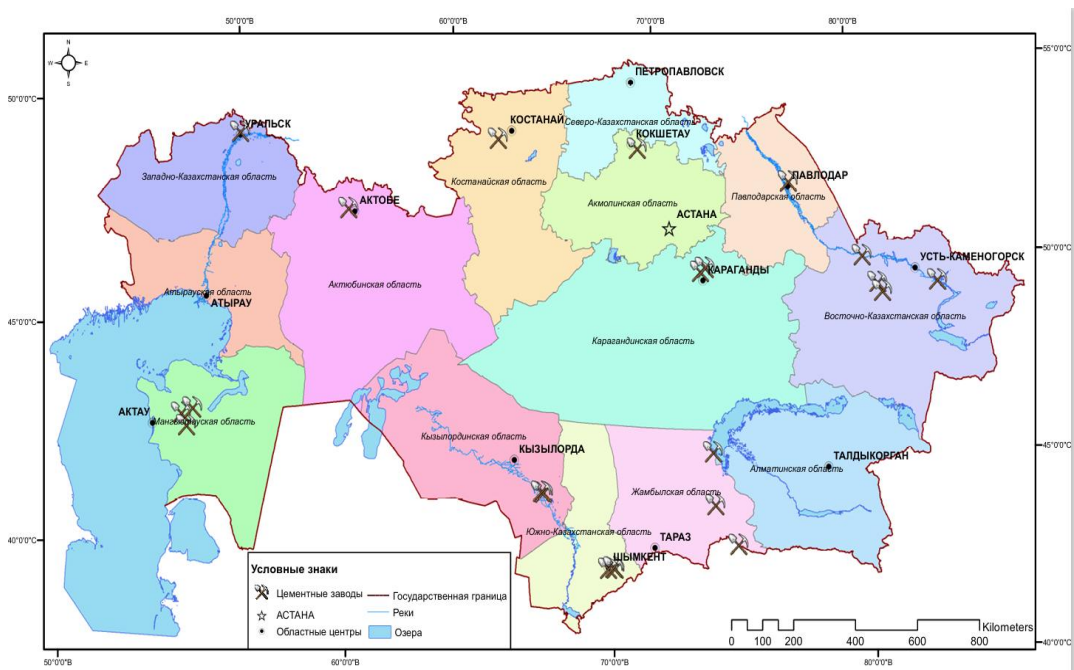 50°0'0"В
60°0'0"В
70°0'0"В
80°0'0"В
N
W
E
S
55°0'0"С
50°0'0"С
ПЕТРОПАВЛОВСК
КОСТАНАЙ
Северо-Казахстанская область
КОКШЕТАУ
УРАЛЬСК
Западно-Казахстанская область
Костанайская область
ПАВЛОДАР
Павлодарская область
Акмолинская область
АКТОБЕ
АСТАНА
50°0'0"С
УСТЬ-КАМЕНОГОРСК
КАРАГАНДЫ
Актюбинская область
Атырауская область
АТЫРАУ
Восточно-Казахстанская область
45°0'0"С
Карагандинская область
АКТАУ
Мангистауская область
Кызылординская область
КЫЗЫЛОРДА
45°0'0"С
ТАЛДЫКОРГАН
Алматинская область
Жамбылская область
Южно-Казахстанская область
ТАРАЗ
40°0'0"С
ШЫМКЕНТ
Условные знаки
Цементные заводы
Государственная граница
АСТАНА
Реки
Областные центры
Озера
Kilometers
0 100 200 400 600 800
40°0'0"С
50°0'0"В
60°0'0"В
70°0'0"В
80°0'0"В